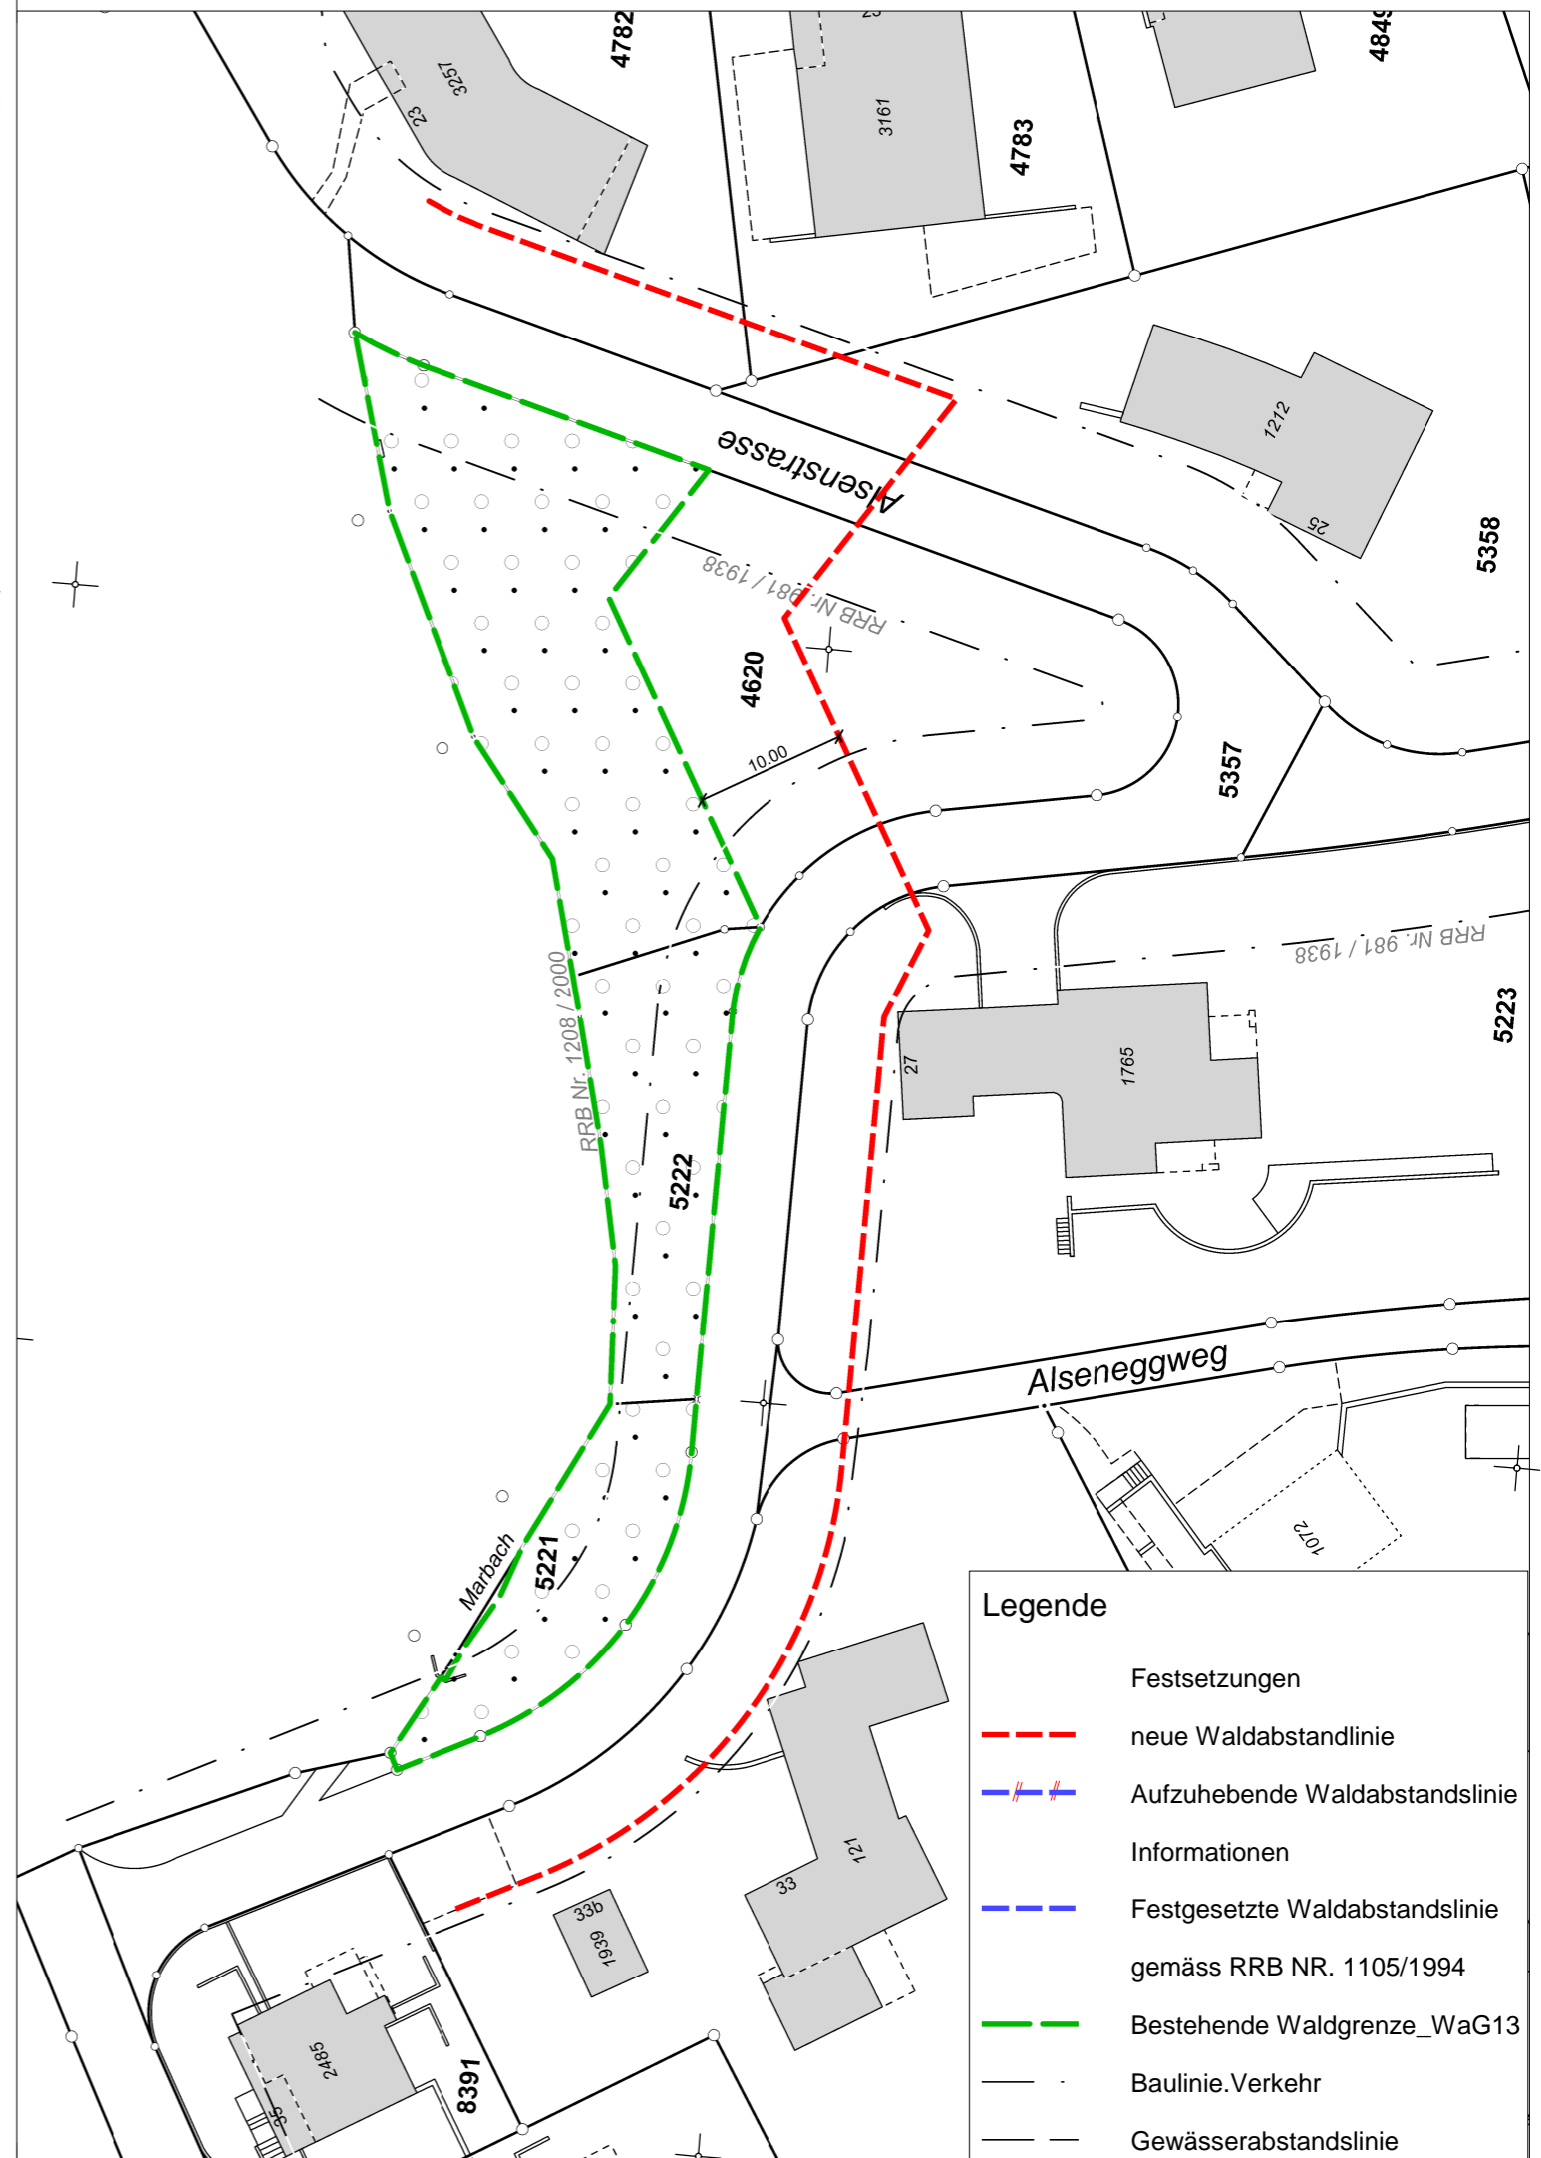 4782
3257
23
3161
4783
1212
25
5358
Alsenstrasse
RRB Nr. 981 / 1938
4620
10.00
5357
RRB Nr. 981 / 1938
5223
RRB Nr. 1208 / 2000
27
1765
5222
Alseneggweg
Marbach
5221
1072
121
33
33b
1939
2485
35
8391
Legende
Festsetzungen
neue Waldabstandlinie
Aufzuhebende Waldabstandslinie
Informationen
Festgesetzte Waldabstandslinie
gemäss RRB NR. 1105/1994
Bestehende Waldgrenze_WaG13
Baulinie.Verkehr
Gewässerabstandslinie